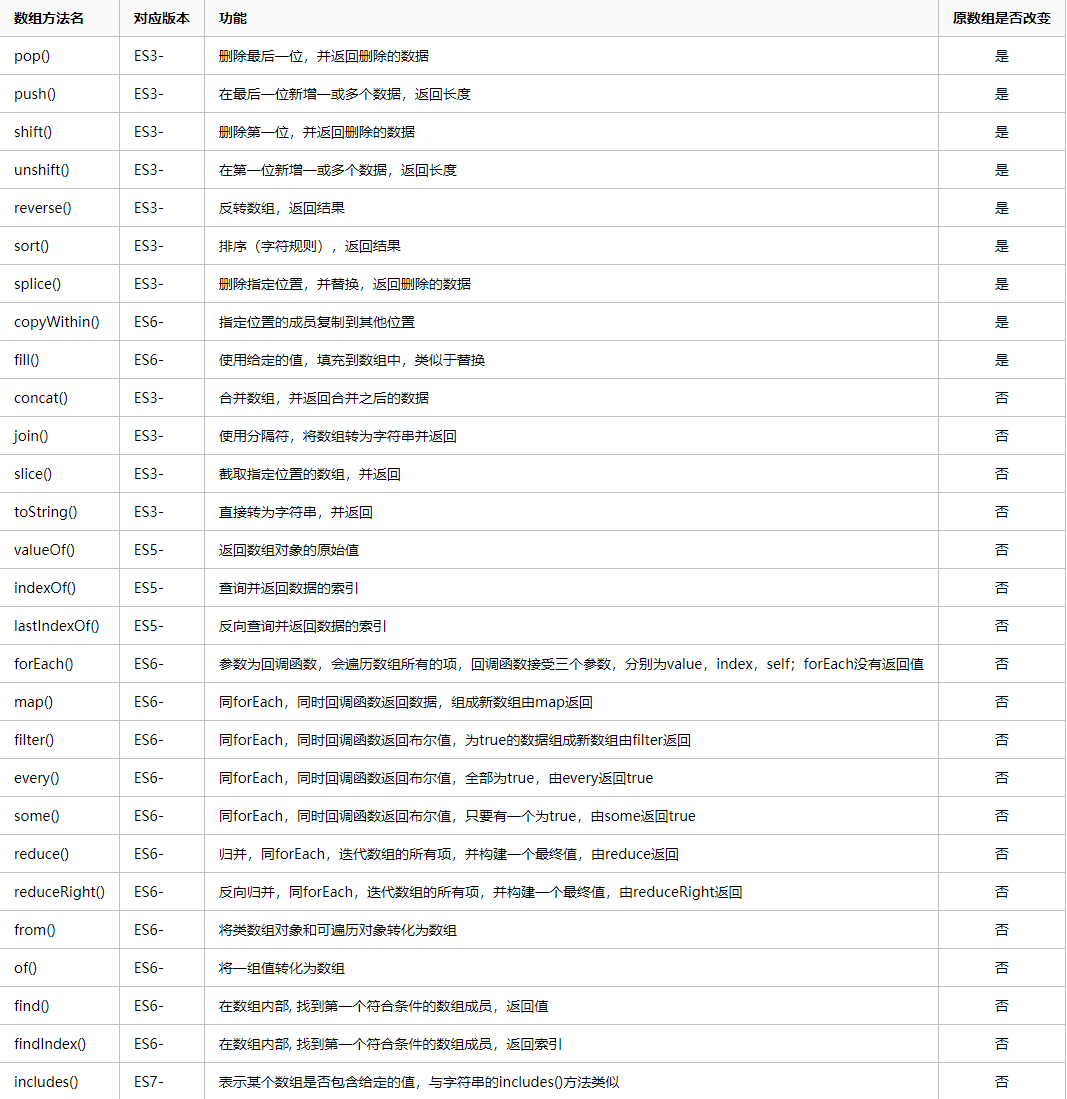 数组方法名 对应版本 功能 原数组是否改变
pop() ES3- 删除最后一位，并返回删除的数据 是
push() ES3- 在最后一位新增一或多个数据，返回长度 是
shift() ES3- 删除第一位，并返回删除的数据 是
unshift() ES3- 在第一位新增一或多个数据，返回长度 是
reverse() ES3- 反转数组，返回结果 是
sort() ES3- 排序（字符规则），返回结果 是
splice() ES3- 删除指定位置，并替换，返回删除的数据 是
copyWithin() ES6- 指定位置的成员复制到其他位置 是
fill() ES6- 使用给定的值，填充到数组中，类似于替换 是
concat() ES3- 合并数组，并返回合并之后的数据 否
join() ES3- 使用分隔符，将数组转为字符串并返回 否
slice() ES3- 截取指定位置的数组，并返回 否
toString() ES3- 直接转为字符串，并返回 否
valueOf() ES5- 返回数组对象的原始值 否
indexOf() ES5- 查询并返回数据的索引 否
lastIndexOf() ES5- 反向查询并返回数据的索引 否
forEach() ES6- 参数为回调函数，会遍历数组所有的项，回调函数接受三个参数，分别为value，index，self；forEach没有返回值 否
map() ES6- 同forEach，同时回调函数返回数据，组成新数组由map返回 否
filter() ES6- 同forEach，同时回调函数返回布尔值，为true的数据组成新数组由filter返回 否
every() ES6- 同forEach，同时回调函数返回布尔值，全部为true，由every返回true 否
some() ES6- 同forEach，同时回调函数返回布尔值，只要有一个为true，由some返回true 否
reduce() ES6- 归并，同forEach，迭代数组的所有项，并构建一个最终值，由reduce返回 否
reduceRight() ES6- 反向归并，同forEach，迭代数组的所有项，并构建一个最终值，由reduceRight返回 否
from() ES6- 将类数组对象和可遍历对象转化为数组 否
of() ES6- 将一组值转化为数组 否
find() ES6- 在数组内部, 找到第一个符合条件的数组成员，返回值 否
findIndex() ES6- 在数组内部, 找到第一个符合条件的数组成员，返回索引 否
includes() ES7- 表示某个数组是否包含给定的值，与字符串的includes()方法类似 否